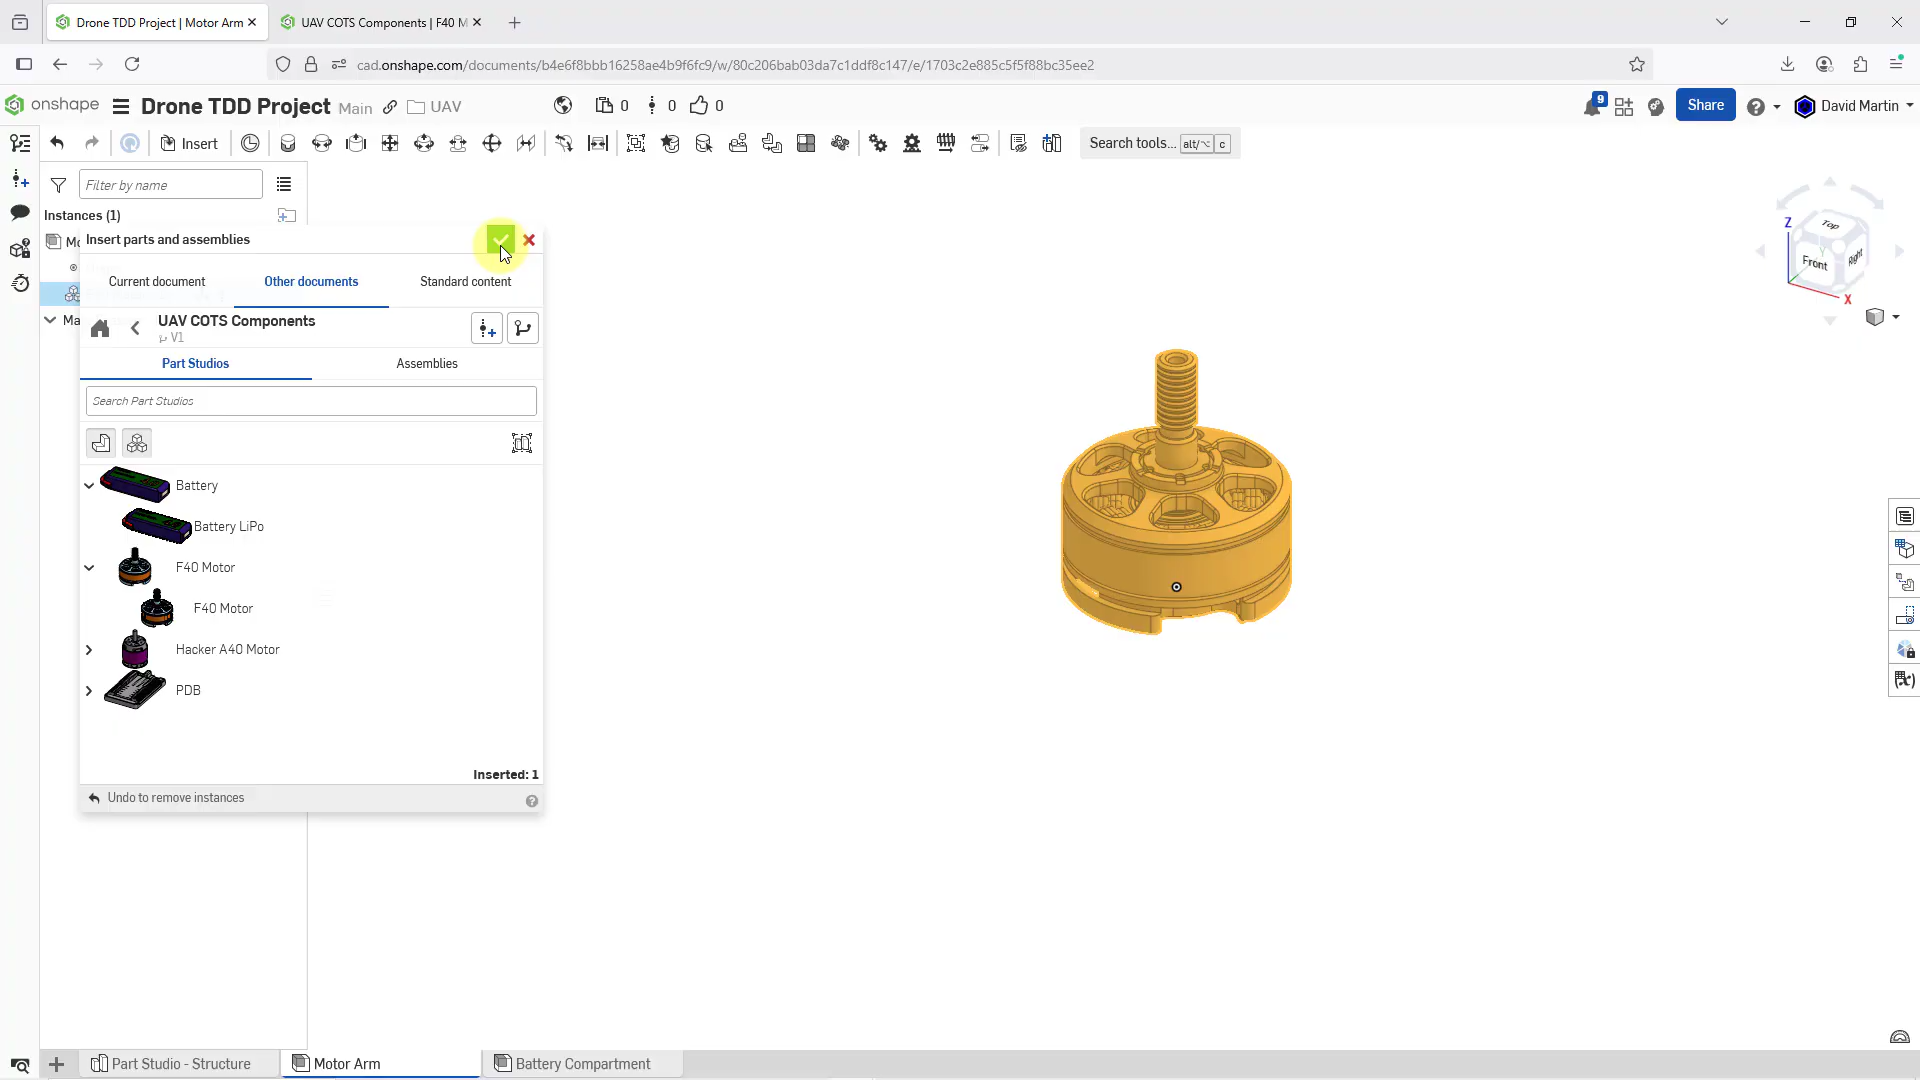 Drone TDD Project | Motor Arm
UAV COTS Components | F40 M
cad.onshape.com/documents/b4e6f8bbb16258ae4b9f6fc9/w/80c206bab03da7c1ddf8c147/e/1703c2e885c5f5f88bc35ee2
onshape
Drone TDD Project
Main
UAV
0
0
0
9
Share
David Martin
Insert
Search tools...
alt/⌥
c
Filter by name
Instances (1)
Mo
Ma
Insert parts and assemblies
Current document
Other documents
Standard content
UAV COTS Components
V1
Part Studios
Assemblies
Search Part Studios
Battery
Battery LiPo
F40 Motor
F40 Motor
Hacker A40 Motor
PDB
Inserted: 1
Undo to remove instances
Z
Top
Front
Right
Y
X
Part Studio - Structure
Motor Arm
Battery Compartment